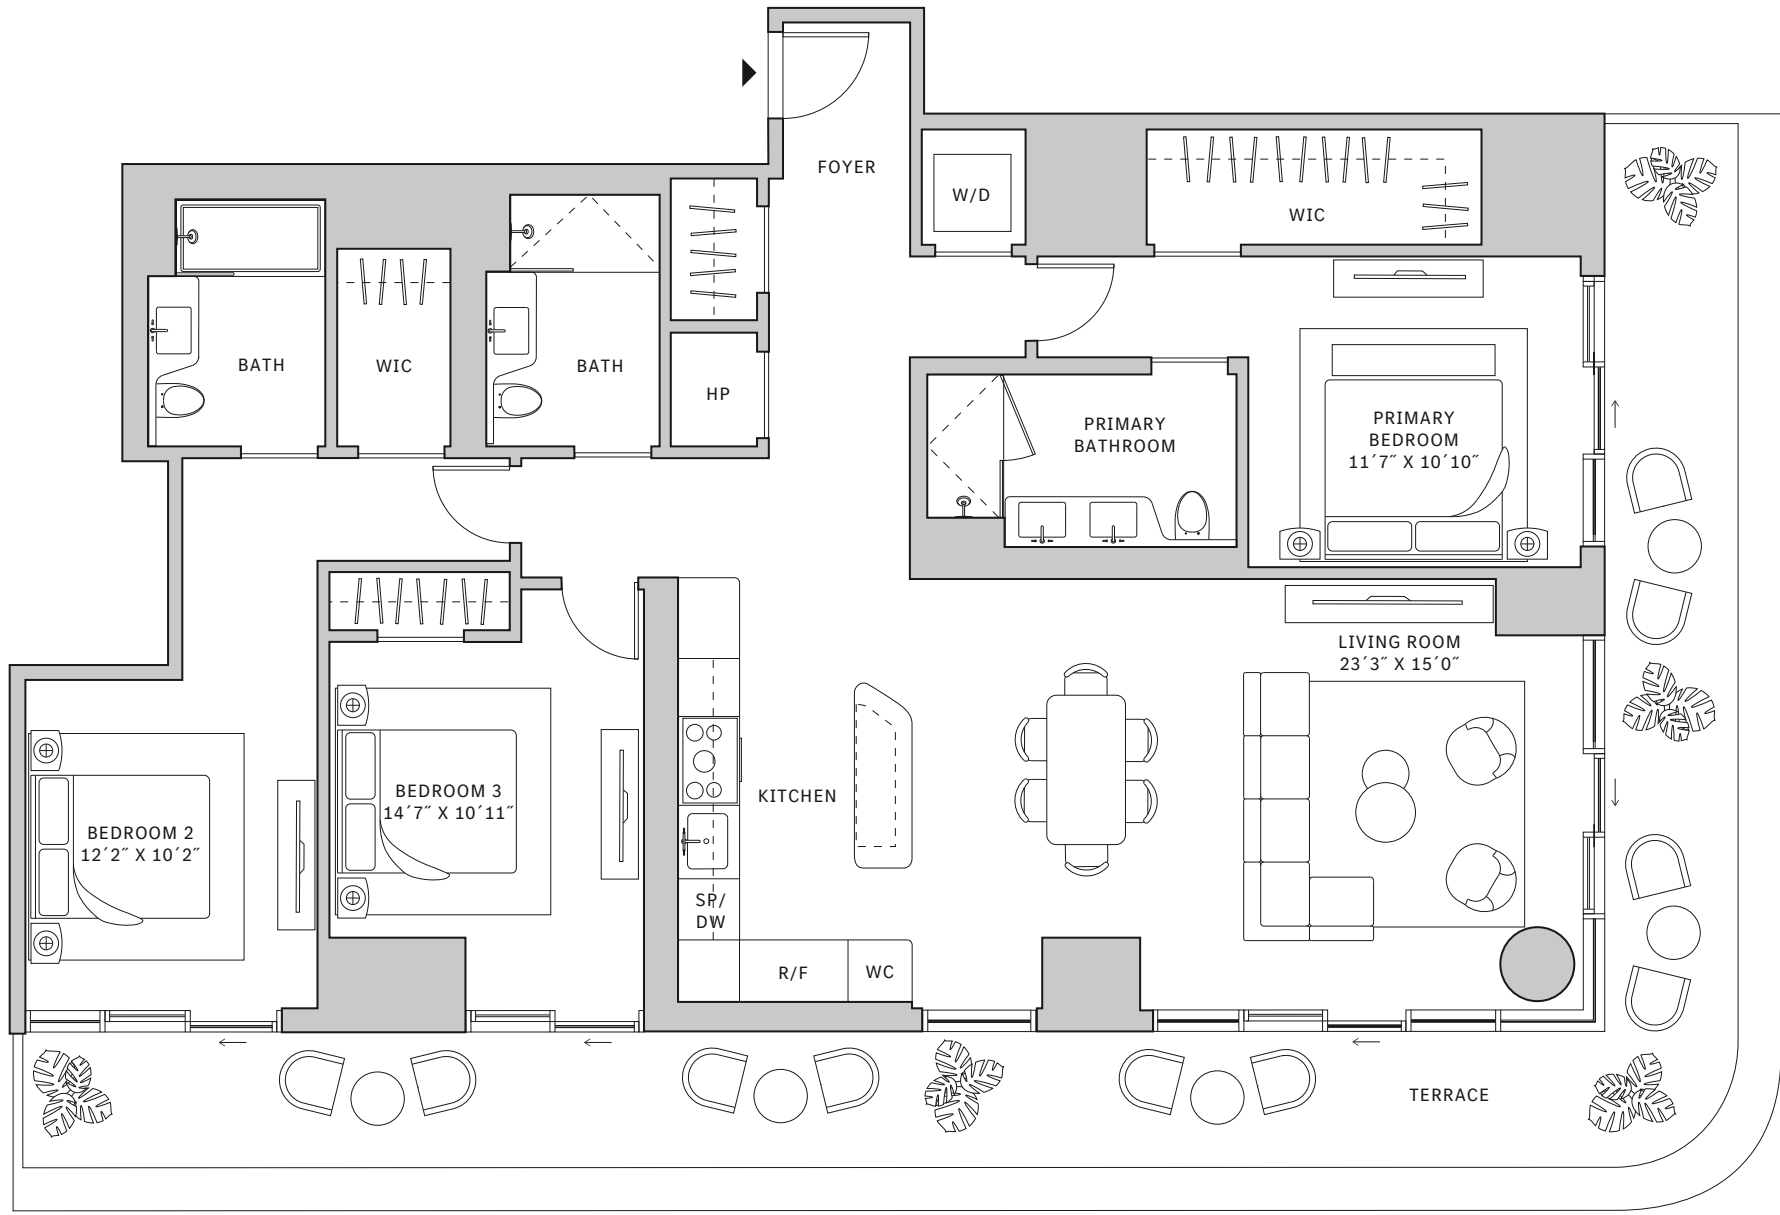 FOYER
W/D
WIC
BATH
WIC
BATH
HP
PRIMARY
BATHROOM
PRIMARY
BEDROOM
11´7˝ X 10´10˝
LIVING ROOM
23´3˝ X 15´0˝
KITCHEN
BEDROOM 3
14´7˝ X 10´11˝
BEDROOM 2
12´2˝ X 10´2˝
SP/
DW
R/F
WC
TERRACE